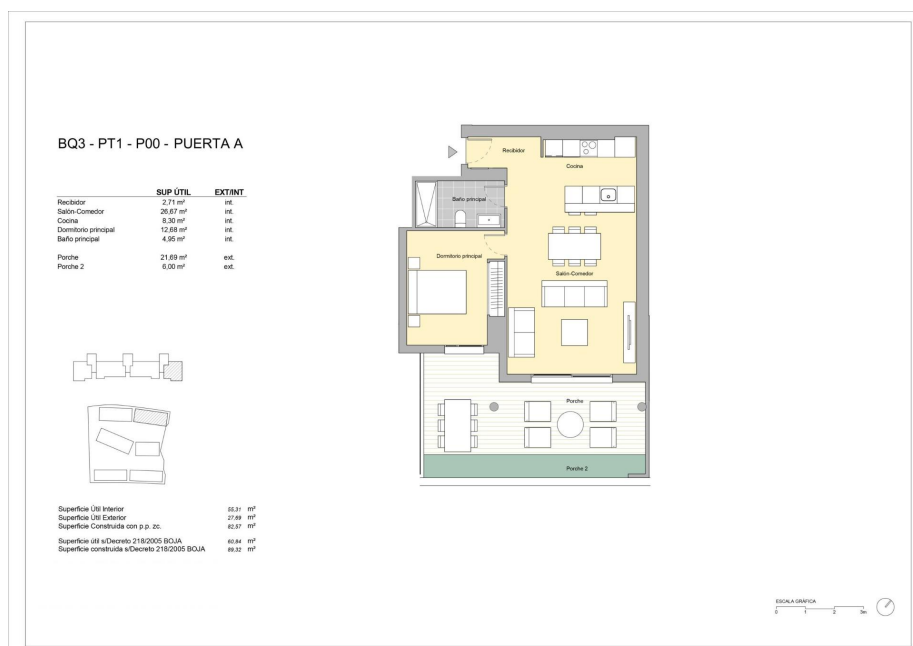 BQ3 - PT1 - P00 - PUERTA A
SUP ÚTIL EXT/INT
Recibidor 2,71 m² int.
Salón-Comedor 26,67 m² int.
Cocina 8,30 m² int.
Dormitorio principal 12,68 m² int.
Baño principal 4,95 m² int.
Porche 21,69 m² ext.
Porche 2 6,00 m² ext.
Recibidor
Cocina
Baño principal
Dormitorio principal
Salón-Comedor
Porche
Porche 2
Superficie Útil Interior 55,31 m²
Superficie Útil Exterior 27,69 m²
Superficie Construida con p.p. zc. 62,57 m²
Superficie útil s/Decreto 218/2005 BOJA 60,84 m²
Superficie construida s/Decreto 218/2005 BOJA 89,32 m²
ESCALA GRÁFICA
0 1 2 3m